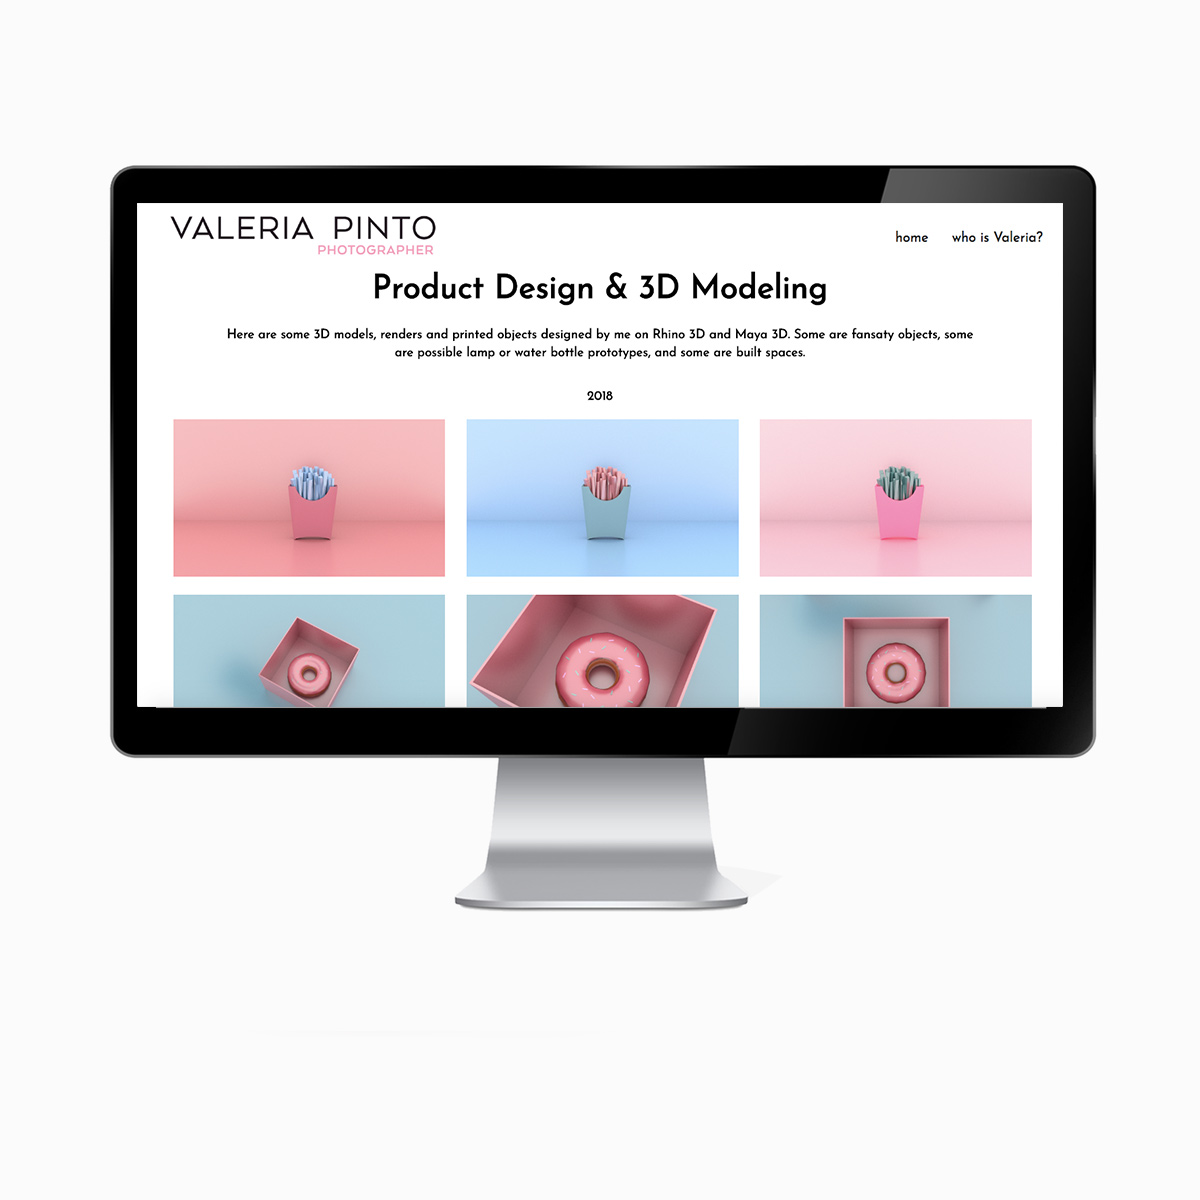 VALERIA PINTO
PHOTOGRAPHER
home who is Valeria?
Product Design & 3D Modeling
Here are some 3D models, renders and printed objects designed by me on Rhino 3D and Maya 3D. Some are fansaty objects, some
are possible lamp or water bottle prototypes, and some are built spaces.
2018